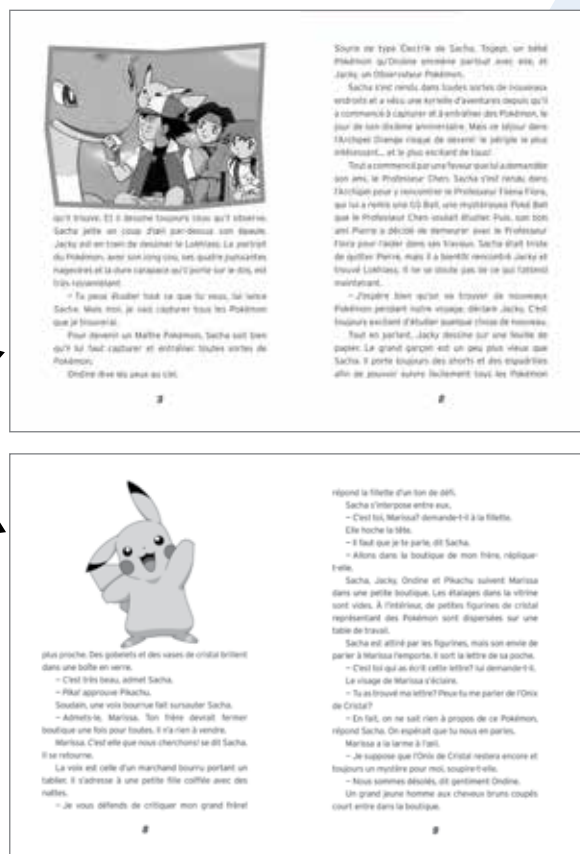 qu'il trouve. Et il dessine toujours tout ce qu'il observe.
Sacha jette un coup d'œil par-dessus son épaule.
Jacky est en train de dessiner le Lokhlass. Le portrait
du Pokémon, avec son long cou, ses quatre puissantes
nageoires et la dure carapace qu'il porte sur le dos, est
très ressemblant.
– Tu peux étudier tout ce que tu veux, lui lance
Sacha. Mais moi, je vais capturer tous les Pokémon
que je trouverai.
Pour devenir un Maître Pokémon, Sacha sait bien
qu'il lui faut capturer et entraîner toutes sortes de
Pokémon.
Ondine lève les yeux au ciel.
3
Souris de type Électrik de Sacha, Togepi, un bébé
Pokémon qu'Ondine emmène partout avec elle, et
Jacky, un Observateur Pokémon.
Sacha s'est rendu dans toutes sortes de nouveaux
endroits et a vécu une kyrielle d'aventures depuis qu'il
a commencé à capturer et à entraîner des Pokémon, le
jour de son dixième anniversaire. Mais ce séjour dans
l'Archipel Orange risque de devenir le périple le plus
intéressant... et le plus excitant de tous!
Tout a commencé par une faveur que lui a demandée
son ami, le Professeur Chen. Sacha s'est rendu dans
l'Archipel pour y rencontrer le Professeur Filena Flora,
qui lui a remis une GS Ball, une mystérieuse Poké Ball
que le Professeur Chen voulait étudier. Puis, son bon
ami Pierre a décidé de demeurer avec le Professeur
Flora pour l'aider dans ses travaux. Sacha était triste
de quitter Pierre, mais il a bientôt rencontré Jacky et
trouvé Lokhlass. Il ne se doute pas de ce qui l'attend
maintenant.
– J'espère bien qu'on va trouver de nouveaux
Pokémon pendant notre voyage, déclare Jacky. C'est
toujours excitant d'étudier quelque chose de nouveau.
Tout en parlant, Jacky dessine sur une feuille de
papier. Le grand garçon est un peu plus vieux que
Sacha. Il porte toujours des shorts et des espadrilles
afin de pouvoir suivre facilement tous les Pokémon
2
plus proche. Des gobelets et des vases de cristal brillent
dans une boîte en verre.
– C'est très beau, admet Sacha.
– Pika! approuve Pikachu.
Soudain, une voix bourrue fait sursauter Sacha.
– Admets-le, Marissa. Ton frère devrait fermer
boutique une fois pour toutes. Il n'a rien à vendre.
Marissa. C'est elle que nous cherchons! se dit Sacha.
Il se retourne.
La voix est celle d'un marchand bourru portant un
tablier. Il s'adresse à une petite fille coiffée avec des
nattes.
– Je vous défends de critiquer mon grand frère!
8
répond la fillette d'un ton de défi.
Sacha s'interpose entre eux.
– C'est toi, Marissa? demande-t-il à la fillette.
Elle hoche la tête.
– Il faut que je te parle, dit Sacha.
– Allons dans la boutique de mon frère, réplique-
t-elle.
Sacha, Jacky, Ondine et Pikachu suivent Marissa
dans une petite boutique. Les étalages dans la vitrine
sont vides. À l'intérieur, de petites figurines de cristal
représentant des Pokémon sont dispersées sur une
table de travail.
Sacha est attiré par les figurines, mais son envie de
parler à Marissa l'emporte. Il sort la lettre de sa poche.
– C'est toi qui as écrit cette lettre? lui demande-t-il.
Le visage de Marissa s'éclaire.
– Tu as trouvé ma lettre? Peux-tu me parler de l'Onix
de Cristal?
– En fait, on ne sait rien à propos de ce Pokémon,
répond Sacha. On espérait que tu nous en parles.
Marissa a la larme à l'œil.
– Je suppose que l'Onix de Cristal restera encore et
toujours un mystère pour moi, soupire-t-elle.
– Nous sommes désolés, dit gentiment Ondine.
Un grand jeune homme aux cheveux bruns coupés
court entre dans la boutique.
9